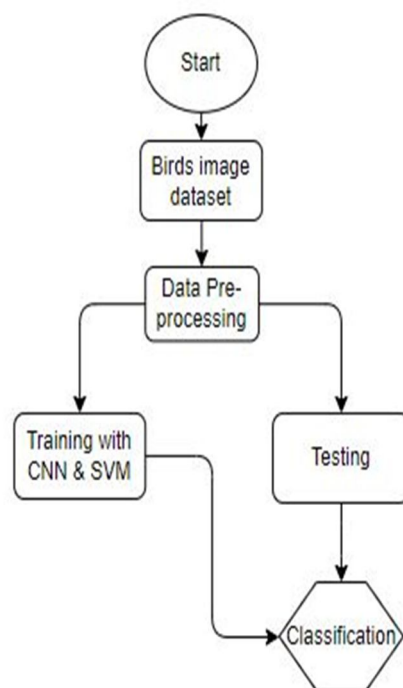 Start
Birds image
dataset
Data Pre-
processing
Training with
CNN & SVM
Testing
Classification